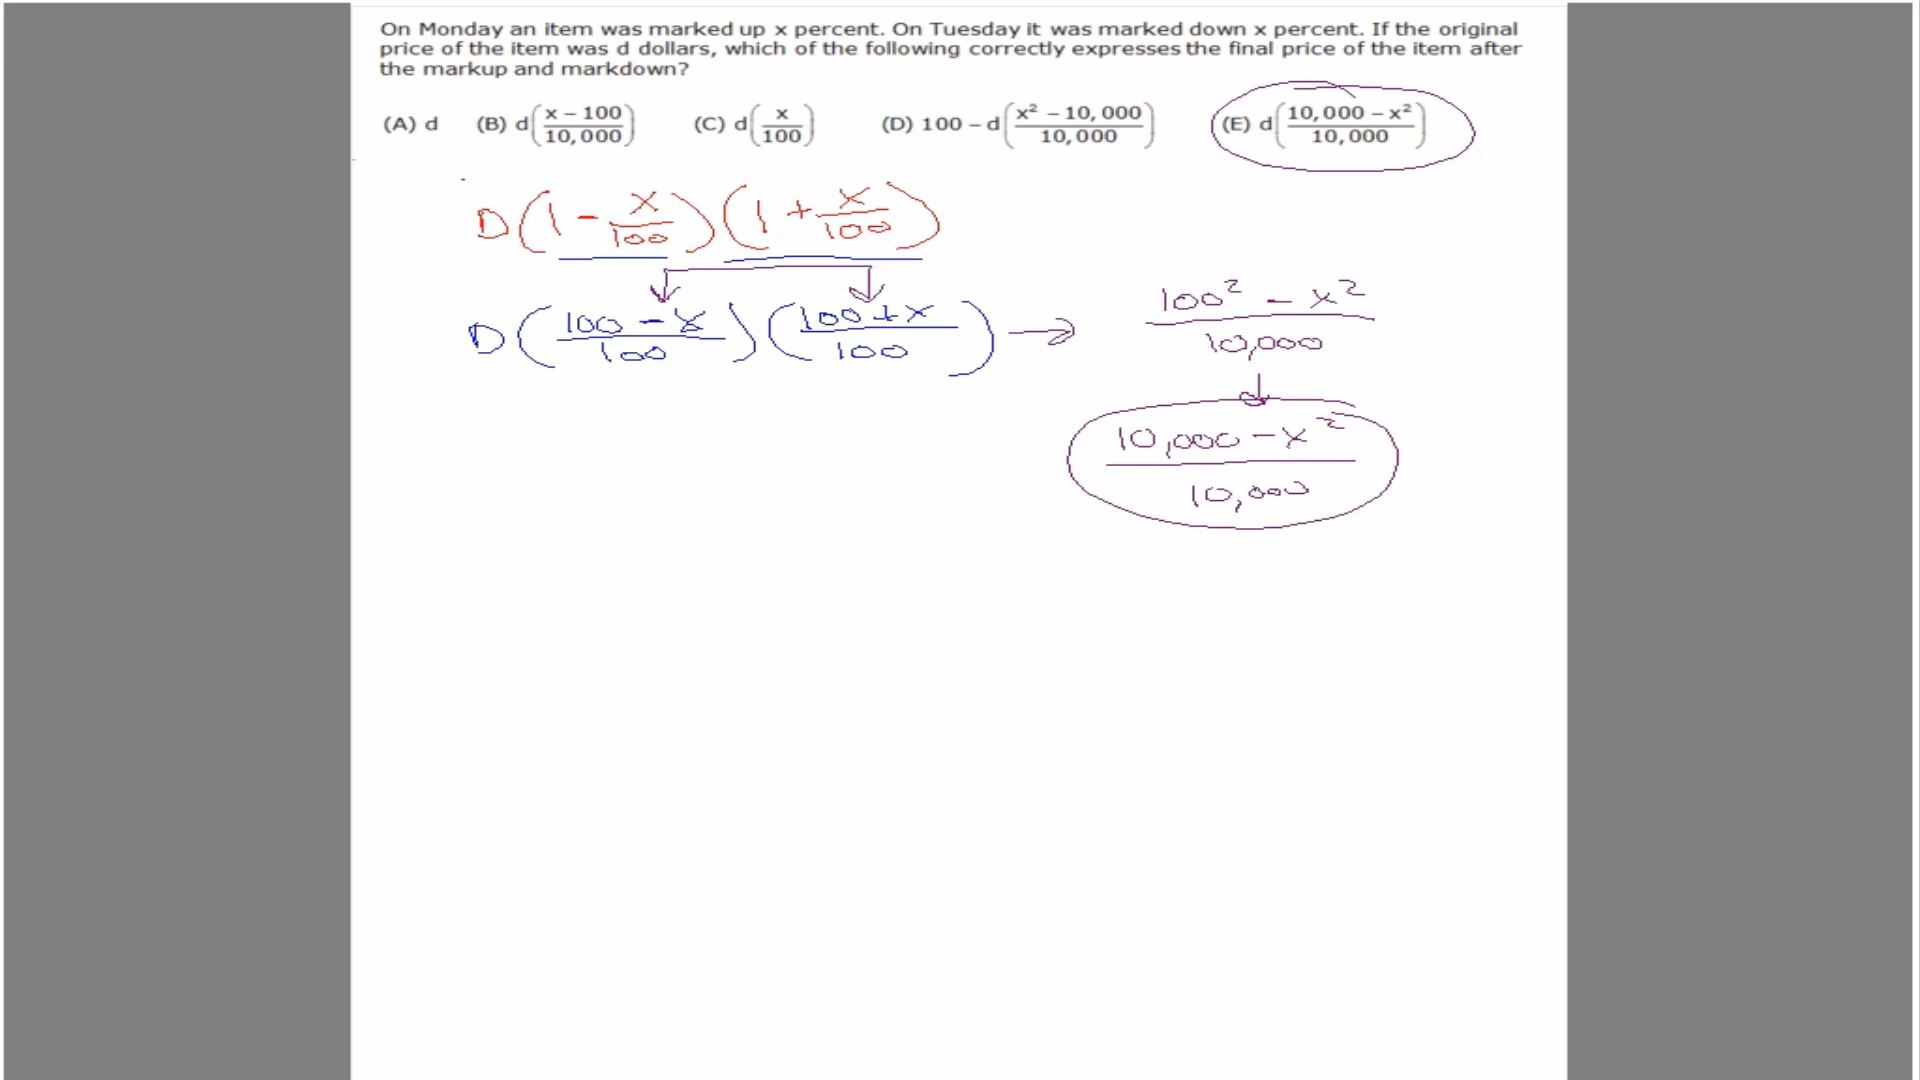 On Monday an item was marked up x percent. On Tuesday it was marked down x percent. If the original
price of the item was d dollars, which of the following correctly expresses the final price of the item after
the markup and markdown?
(A) d (B) d((x − 100)/10,000) (C) d(x/100) (D) 100 − d((x² − 10,000)/10,000) (E) d((10,000 − x²)/10,000)
D(1 − x/100)(1 + x/100)
D((100 − x)/100)((100 + x)/100) → (100² − x²)/10,000
↓
(10,000 − x²)/10,000